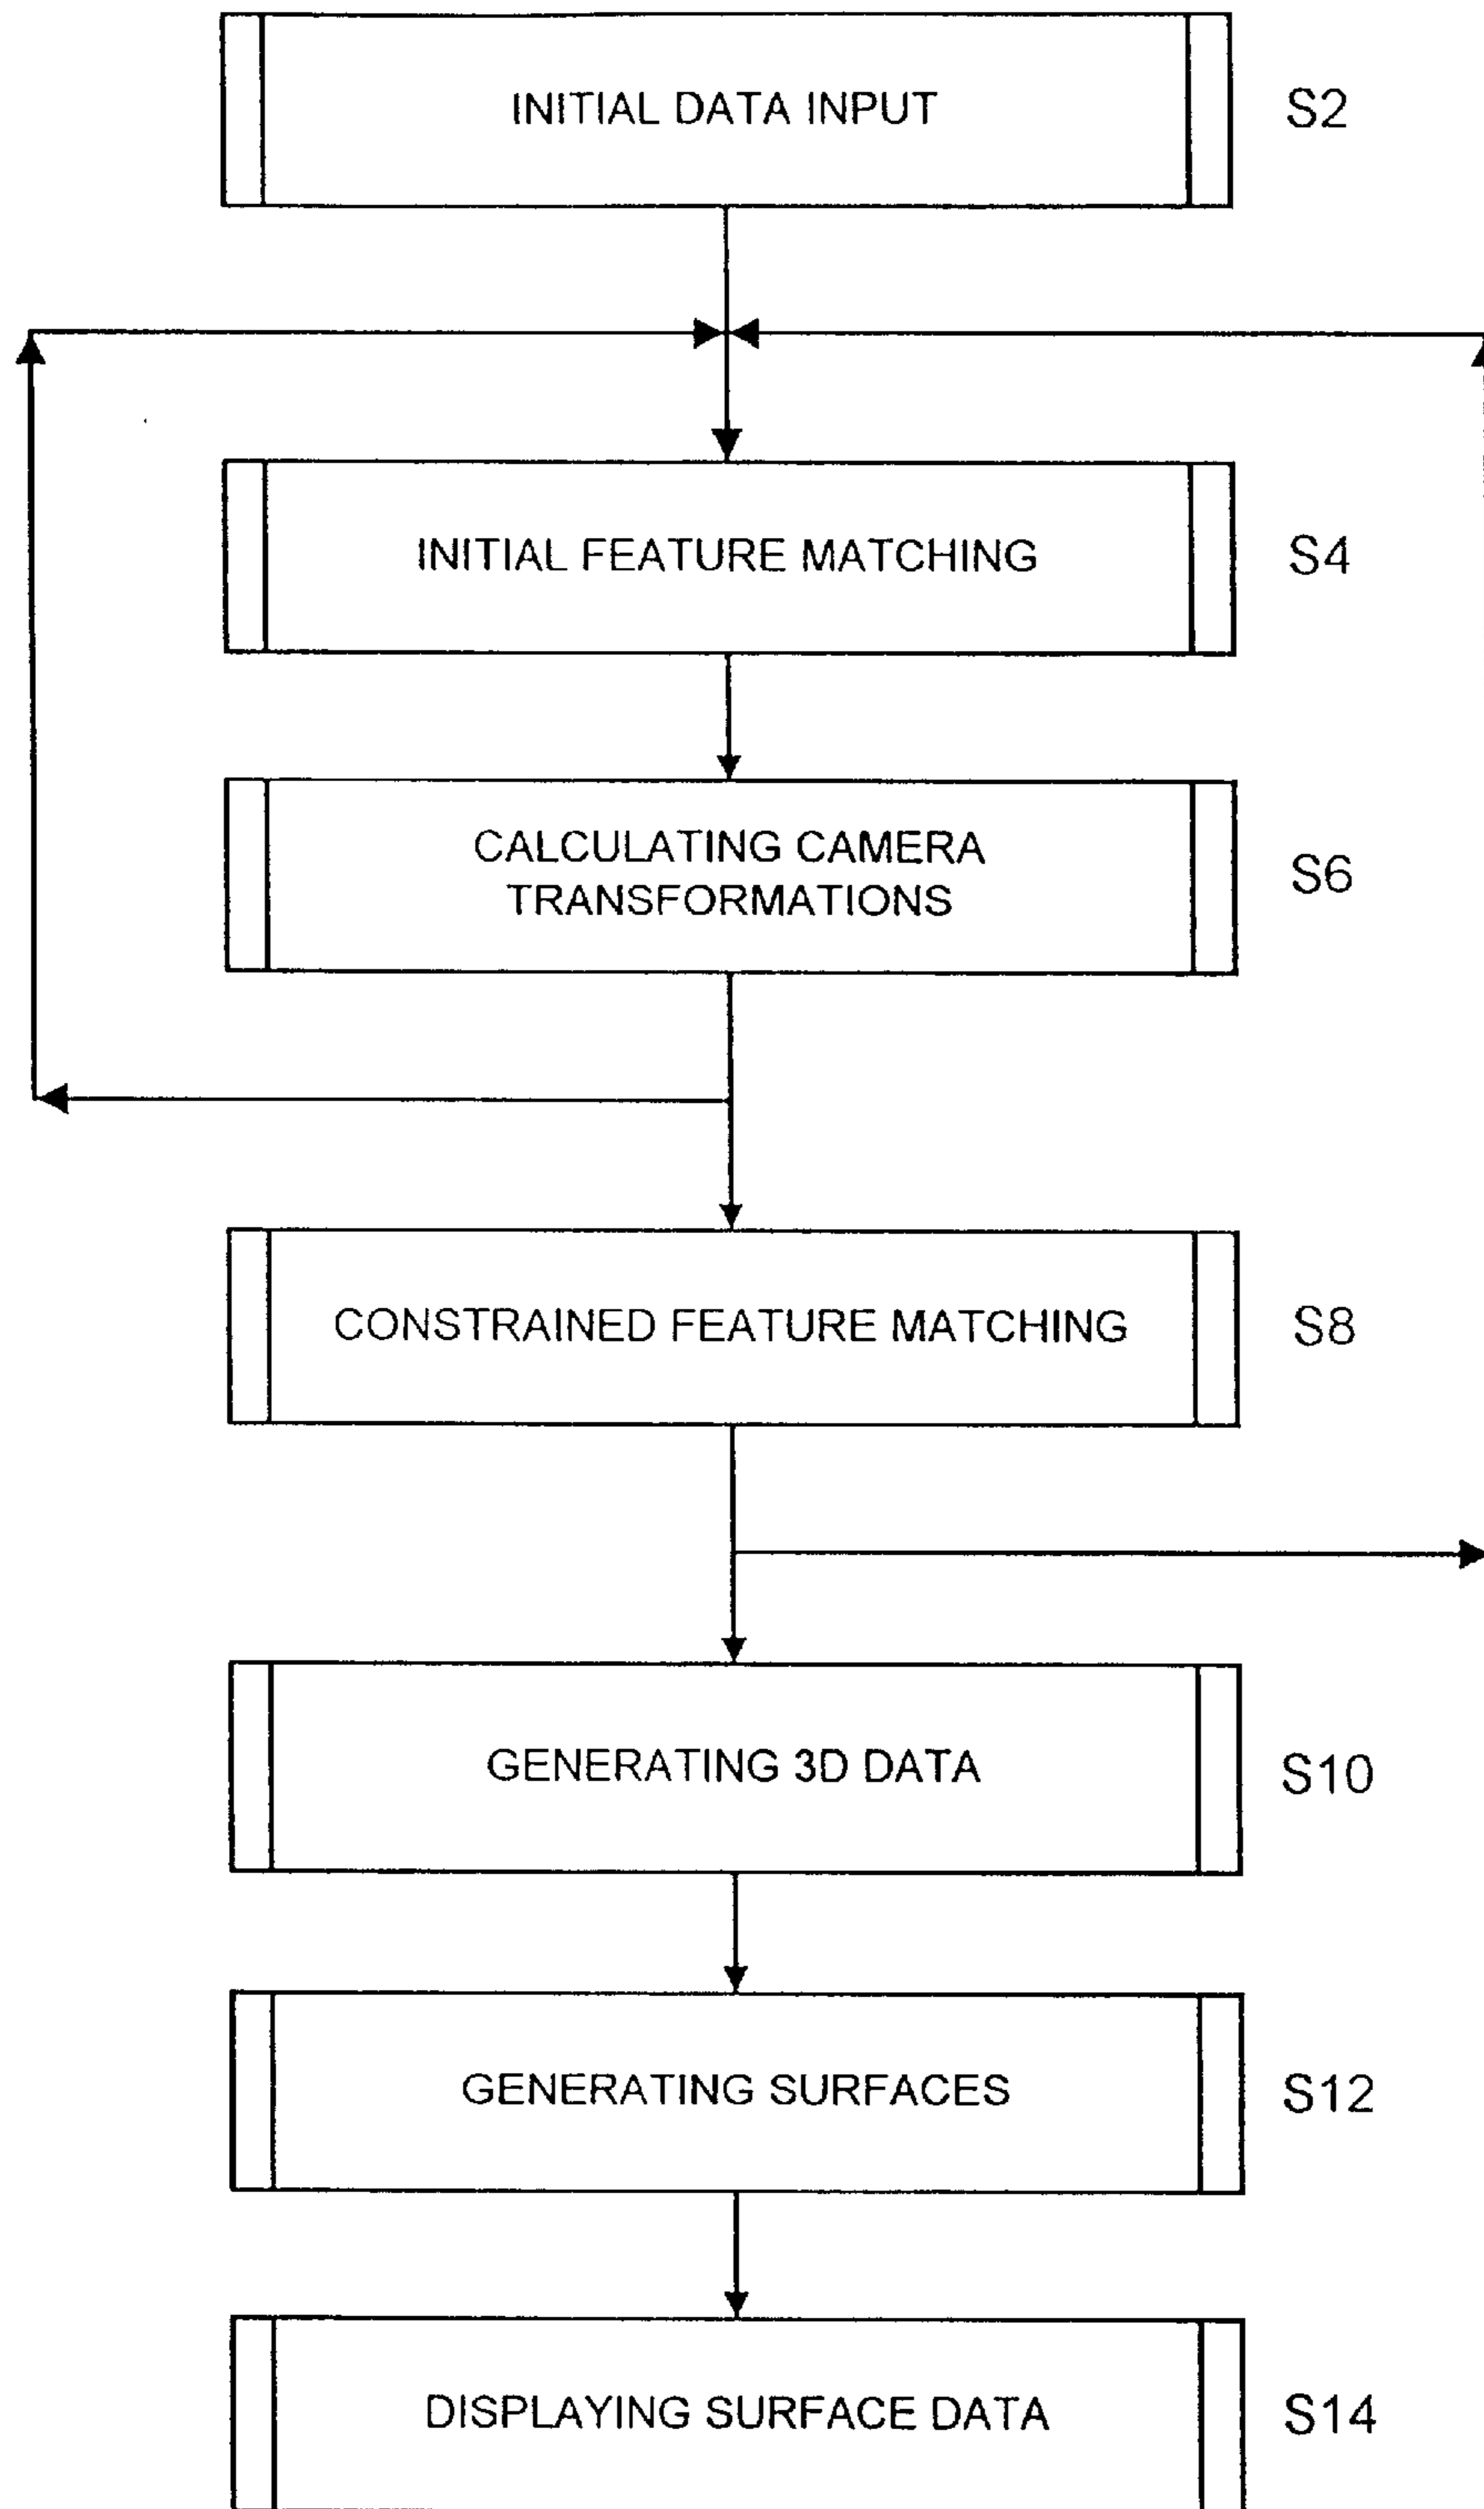 INITIAL DATA INPUT
S2
INITIAL FEATURE MATCHING
S4
CALCULATING CAMERA
TRANSFORMATIONS
S6
CONSTRAINED FEATURE MATCHING
S8
GENERATING 3D DATA
S10
GENERATING SURFACES
S12
DISPLAYING SURFACE DATA
S14